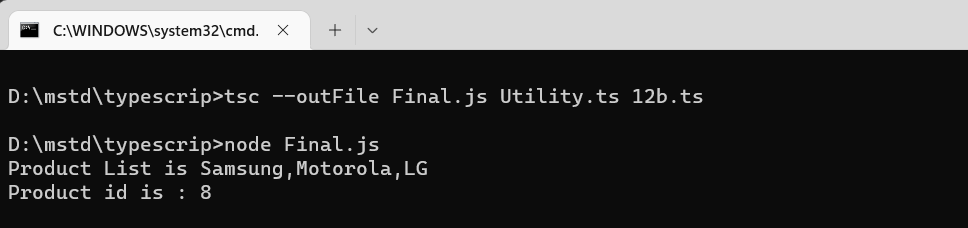 C:\WINDOWS\system32\cmd.
D:\mstd\typescrip>tsc --outFile Final.js Utility.ts 12b.ts
D:\mstd\typescrip>node Final.js
Product List is Samsung,Motorola,LG
Product id is : 8